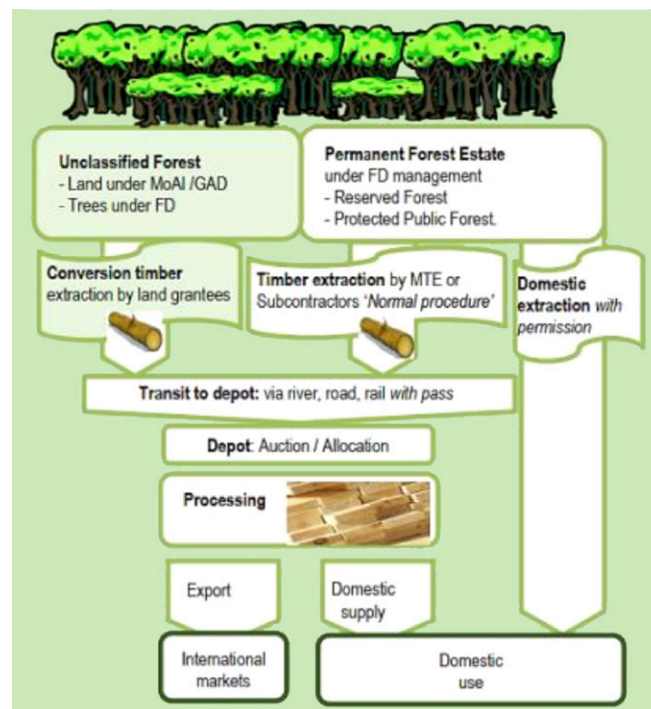 Unclassified Forest
- Land under MoAI /GAD
- Trees under FD
Permanent Forest Estate
under FD management
- Reserved Forest
- Protected Public Forest.
Conversion timber
extraction by land grantees
Timber extraction by MTE or
Subcontractors ‘Normal procedure’
Domestic
extraction with
permission
Transit to depot: via river, road, rail with pass
Depot: Auction / Allocation
Processing
Export
Domestic
supply
International
markets
Domestic
use